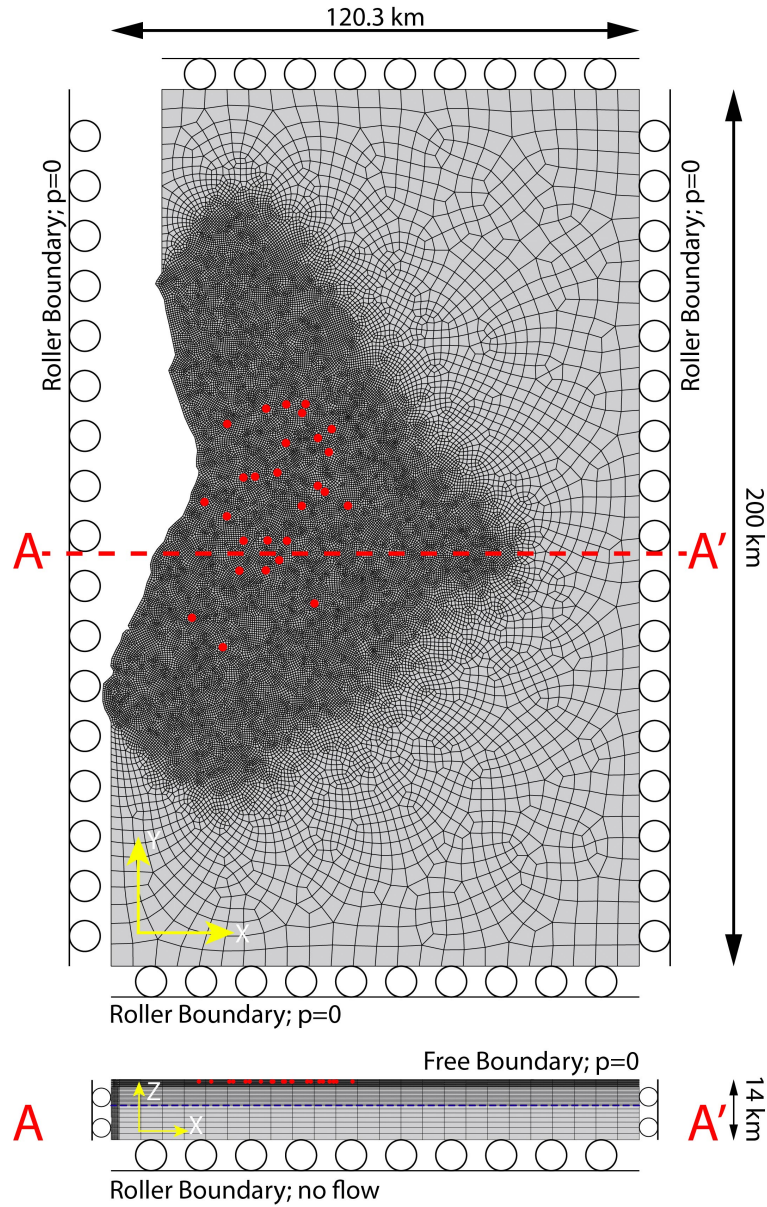 120.3 km
Roller Boundary; p=0
Roller Boundary; p=0
200 km
A
A′
Y
X
Roller Boundary; p=0
Free Boundary; p=0
A
Z
X
A′
14 km
Roller Boundary; no flow